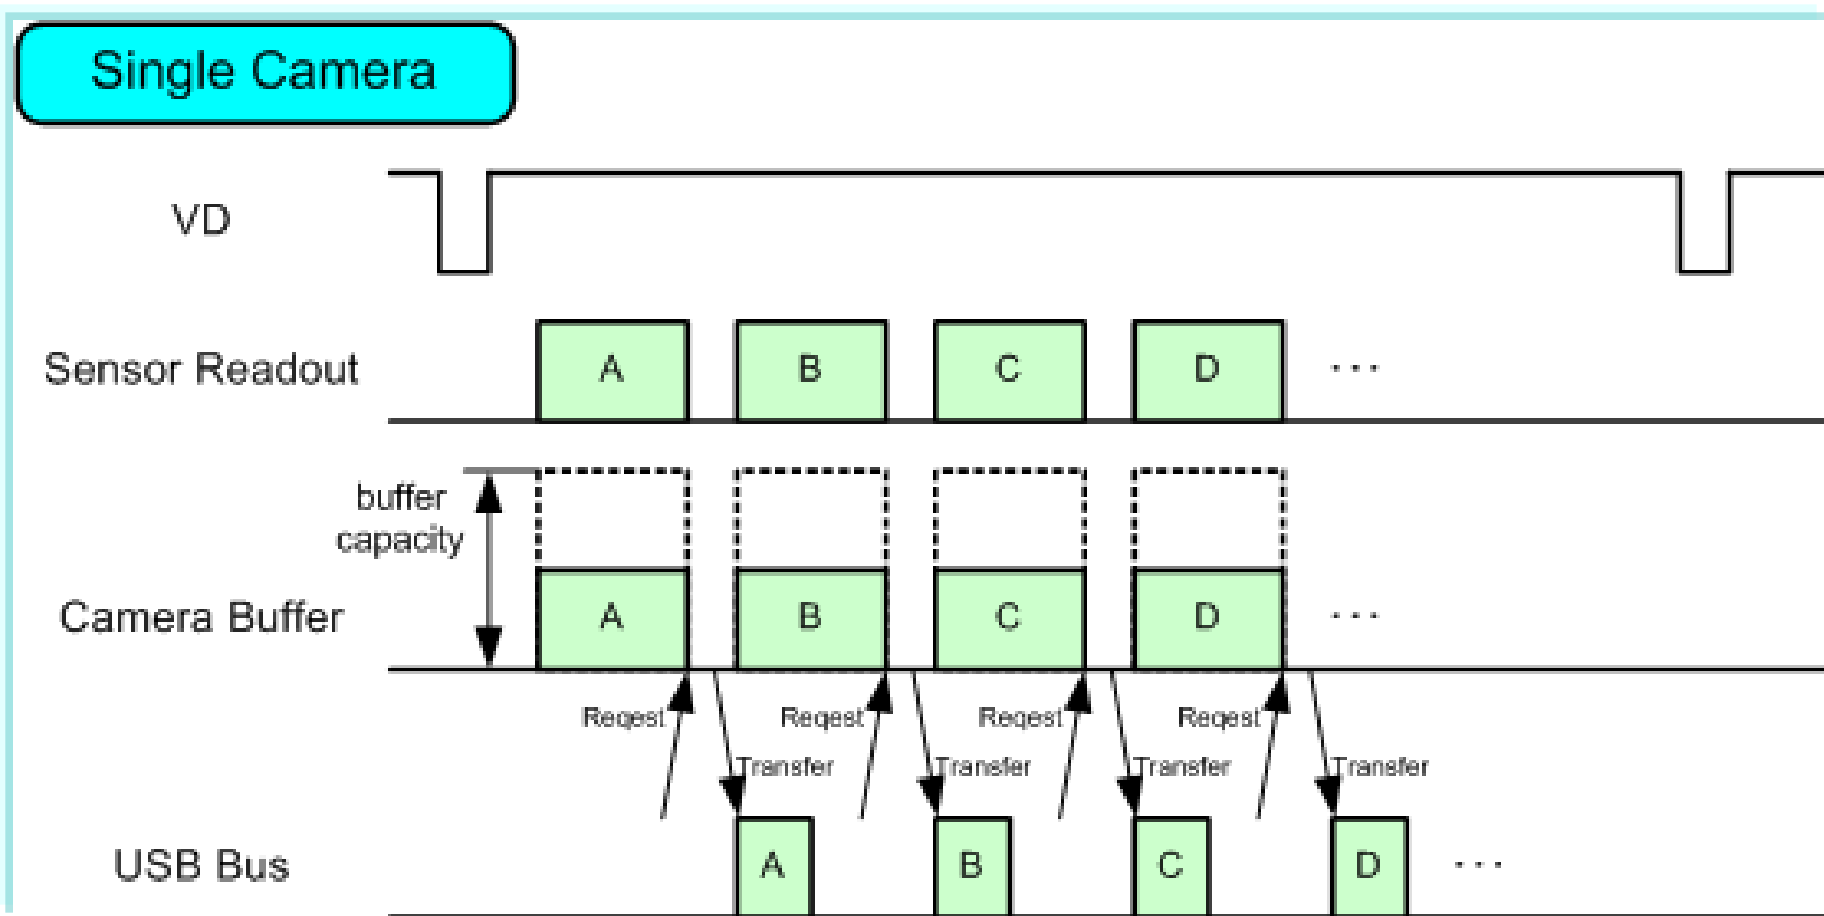 Single Camera
VD
Sensor Readout
A
B
C
D
...
buffer
capacity
Camera Buffer
A
B
C
D
...
Reqest
Reqest
Reqest
Reqest
Transfer
Transfer
Transfer
Transfer
USB Bus
A
B
C
D
...